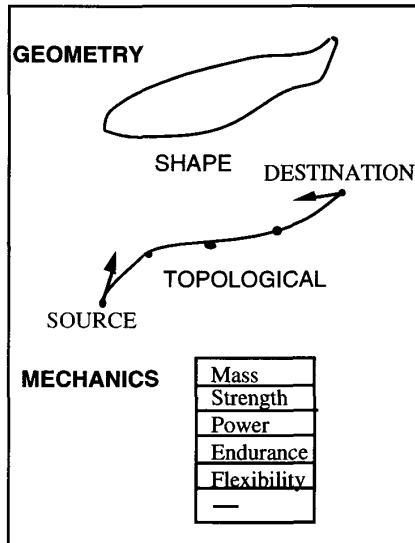 GEOMETRY
SHAPE
DESTINATION
TOPOLOGICAL
SOURCE
MECHANICS
Mass
Strength
Power
Endurance
Flexibility
—